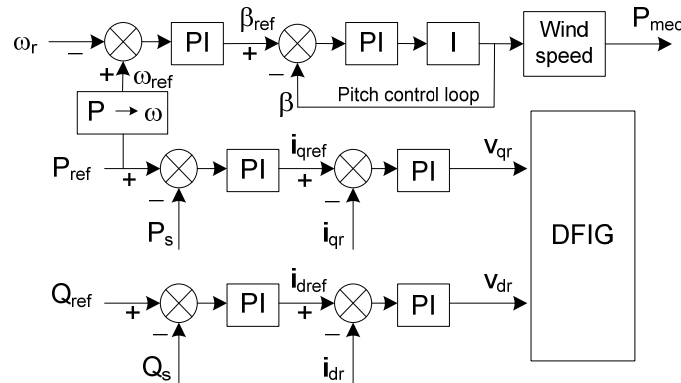 ωr − PI βref + PI I Wind speed Pmec
+ ωref − β Pitch control loop
P → ω
Pref + − PI iqref + − PI vqr DFIG
Ps iqr
Qref + − PI idref + − PI vdr
Qs idr